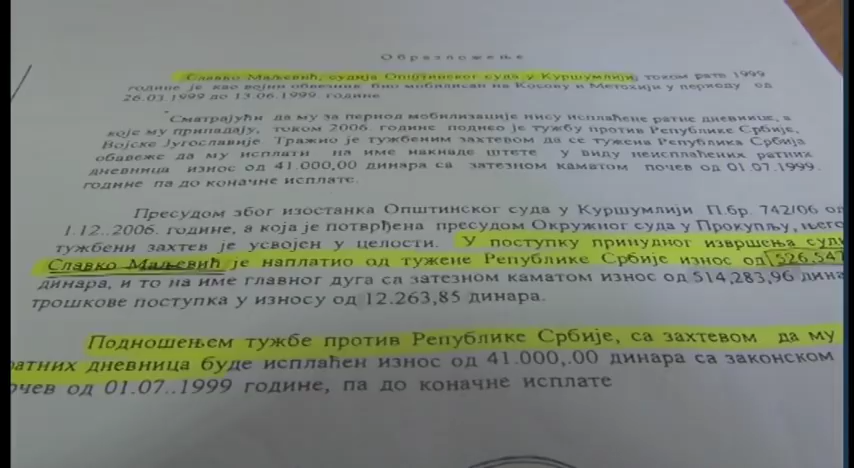 Образложење
Славко Маљевић, судија Општинског суда у Куршумлији, током рата 1999
године је као војни обвезник био мобилисан на Косову и Метохији у периоду од
26.03.1999 до 13.06.1999. године
Сматрајући да му за период мобилизације нису исплаћене ратне дневнице, а
које му припадају, током 2006. године поднео је тужбу против Републике Србије,
Војске Југославије. Тражио је тужбеним захтевом да се тужена Република Србија
обавеже да му исплати на име накнаде штете у виду неисплаћених ратних
дневница износ од 41.000,00 динара са затезном каматом почев од 01.07.1999.
године па до коначне исплате.
Пресудом због изостанка Општинског суда у Куршумлији П.бр. 742/06 од
1.12..2006. године, а која је потврђена пресудом Окружног суда у Прокупљу, њего
тужбени захтев је усвојен у целости. У поступку принудног извршења суди
Славко Маљевић је наплатио од тужене Републике Србије износ од 526.547
динара, и то на име главног дуга са затезном каматом износ од 514.283,96 дина
трошкове поступка у износу од 12.263,85 динара.
Подношењем тужбе против Републике Србије, са захтевом да му
ратних дневница буде исплаћен износ од 41.000,.00 динара са законском
очев од 01.07..1999 године, па до коначне исплате